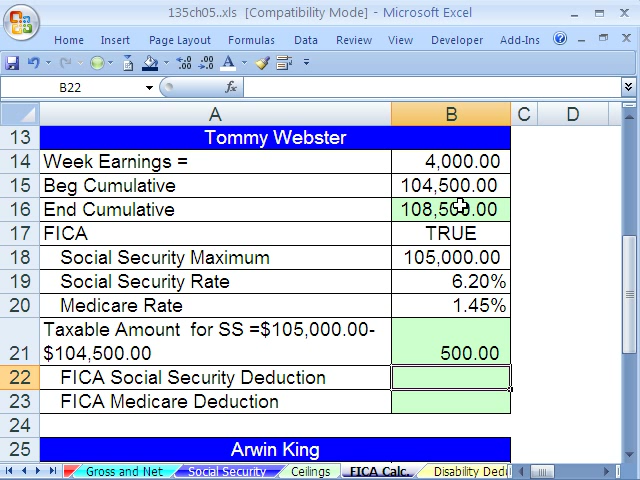 135ch05..xls [Compatibility Mode] - Microsoft Excel
Home Insert Page Layout Formulas Data Review View Developer Add-Ins
B22 fx
A B C D
13 Tommy Webster
14 Week Earnings = 4,000.00
15 Beg Cumulative 104,500.00
16 End Cumulative 108,500.00
17 FICA TRUE
18 Social Security Maximum 105,000.00
19 Social Security Rate 6.20%
20 Medicare Rate 1.45%
Taxable Amount for SS =$105,000.00-
21 $104,500.00 500.00
22 FICA Social Security Deduction
23 FICA Medicare Deduction
24
25 Arwin King
Gross and Net Social Security Ceilings FICA Calc. Disability Dedu